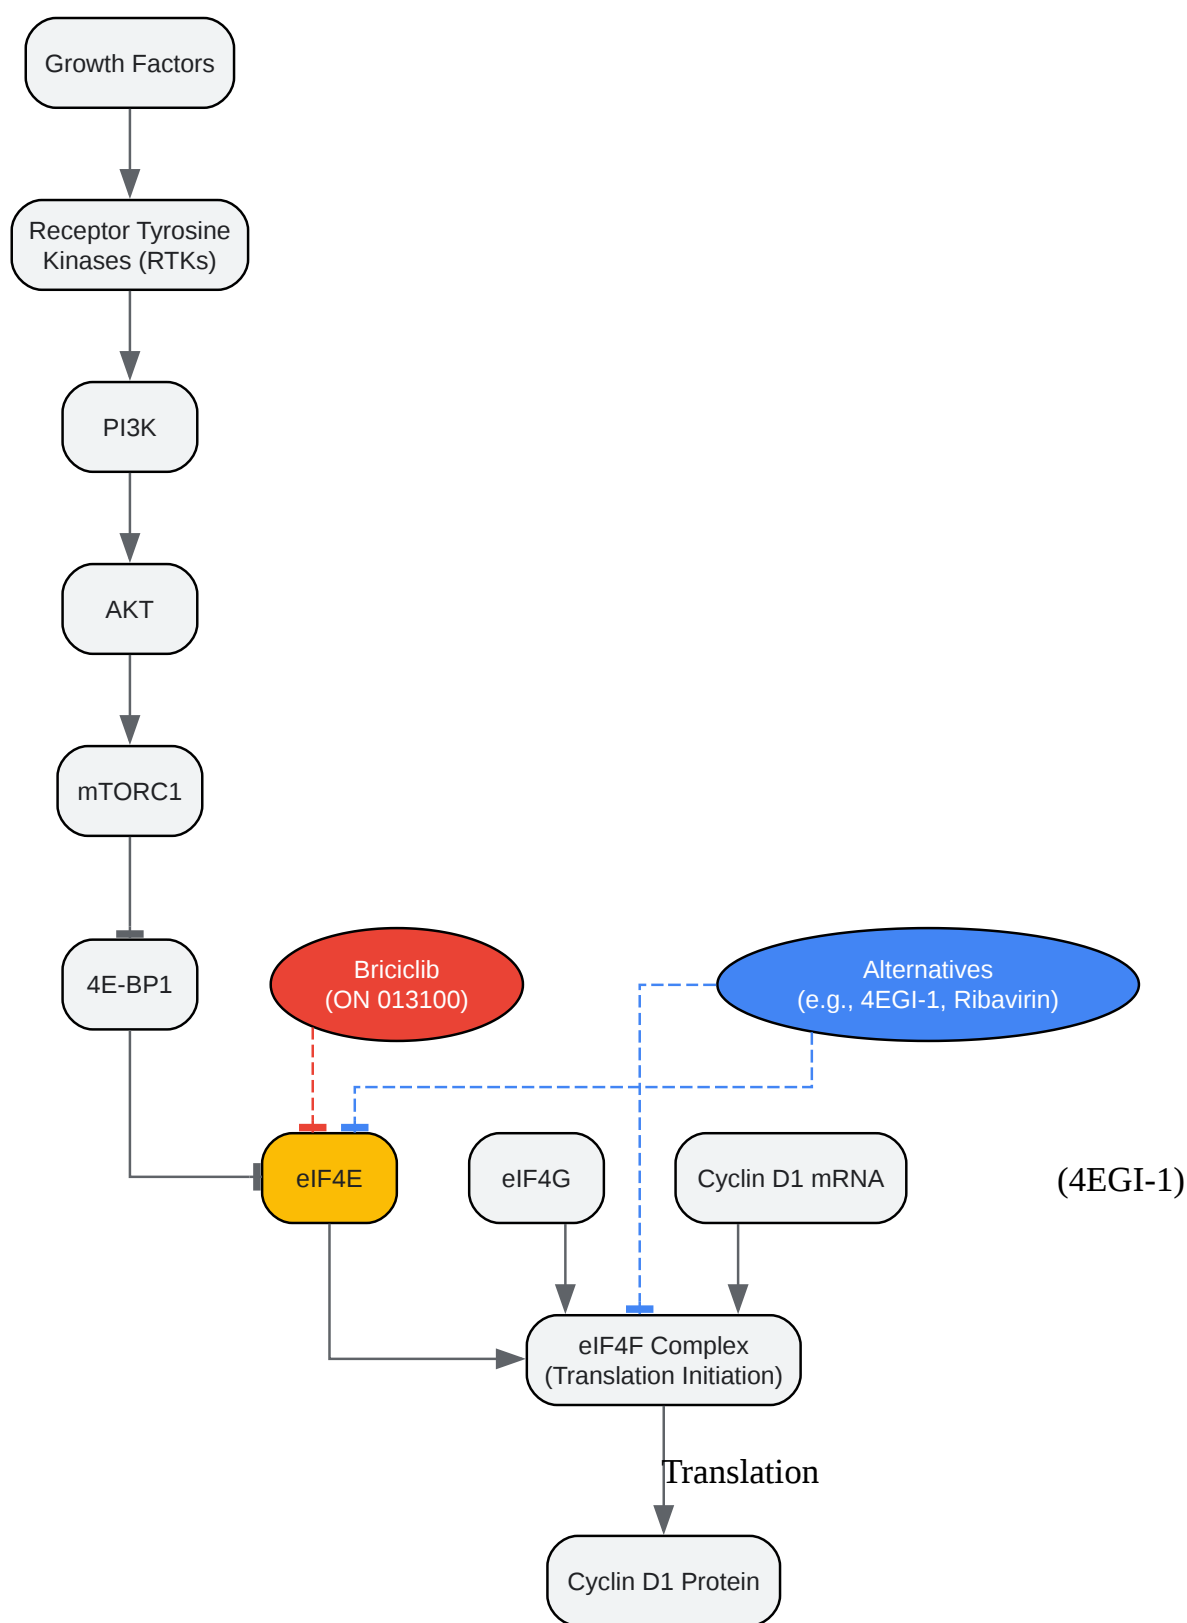 Growth Factors
Receptor Tyrosine
Kinases (RTKs)
PI3K
AKT
mTORC1
4E-BP1
Briciclib
(ON 013100)
Alternatives
(e.g., 4EGI-1, Ribavirin)
eIF4E
eIF4G
Cyclin D1 mRNA
(4EGI-1)
eIF4F Complex
(Translation Initiation)
Translation
Cyclin D1 Protein